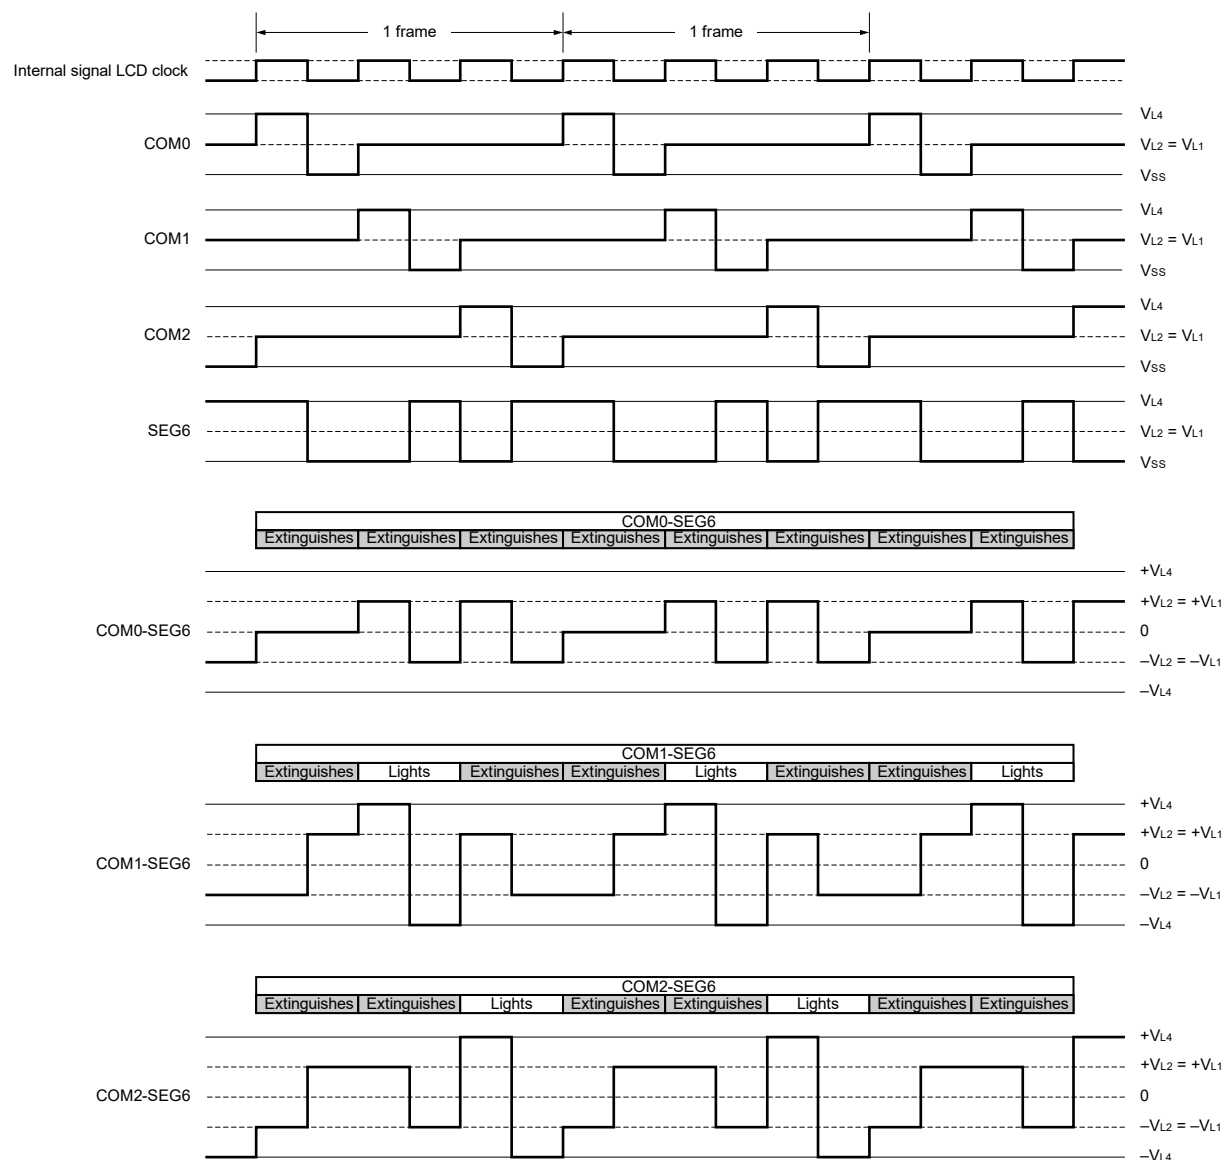 1 frame 1 frame
Internal signal LCD clock
VL4
COM0 VL2 = VL1
VSS
VL4
COM1 VL2 = VL1
VSS
VL4
COM2 VL2 = VL1
VSS
VL4
SEG6 VL2 = VL1
VSS
COM0-SEG6
Extinguishes Extinguishes Extinguishes Extinguishes Extinguishes Extinguishes Extinguishes Extinguishes
+VL4
+VL2 = +VL1
COM0-SEG6 0
–VL2 = –VL1
–VL4
COM1-SEG6
Extinguishes Lights Extinguishes Extinguishes Lights Extinguishes Extinguishes Lights
+VL4
+VL2 = +VL1
COM1-SEG6 0
–VL2 = –VL1
–VL4
COM2-SEG6
Extinguishes Extinguishes Lights Extinguishes Extinguishes Lights Extinguishes Extinguishes
+VL4
+VL2 = +VL1
COM2-SEG6 0
–VL2 = –VL1
–VL4